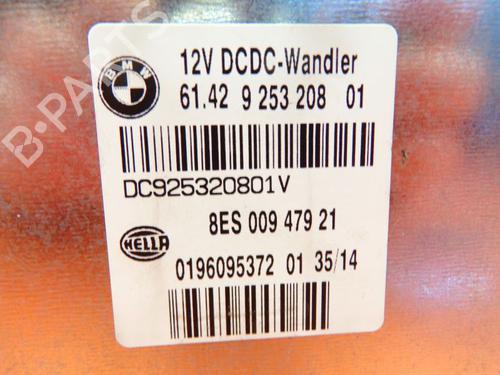 BMW
12V DCDC-Wandler
61.42 9 253 208 01
DC925320801V
8ES 009 479 21
HELLA
0196095372 01 35/14
B-PARTS